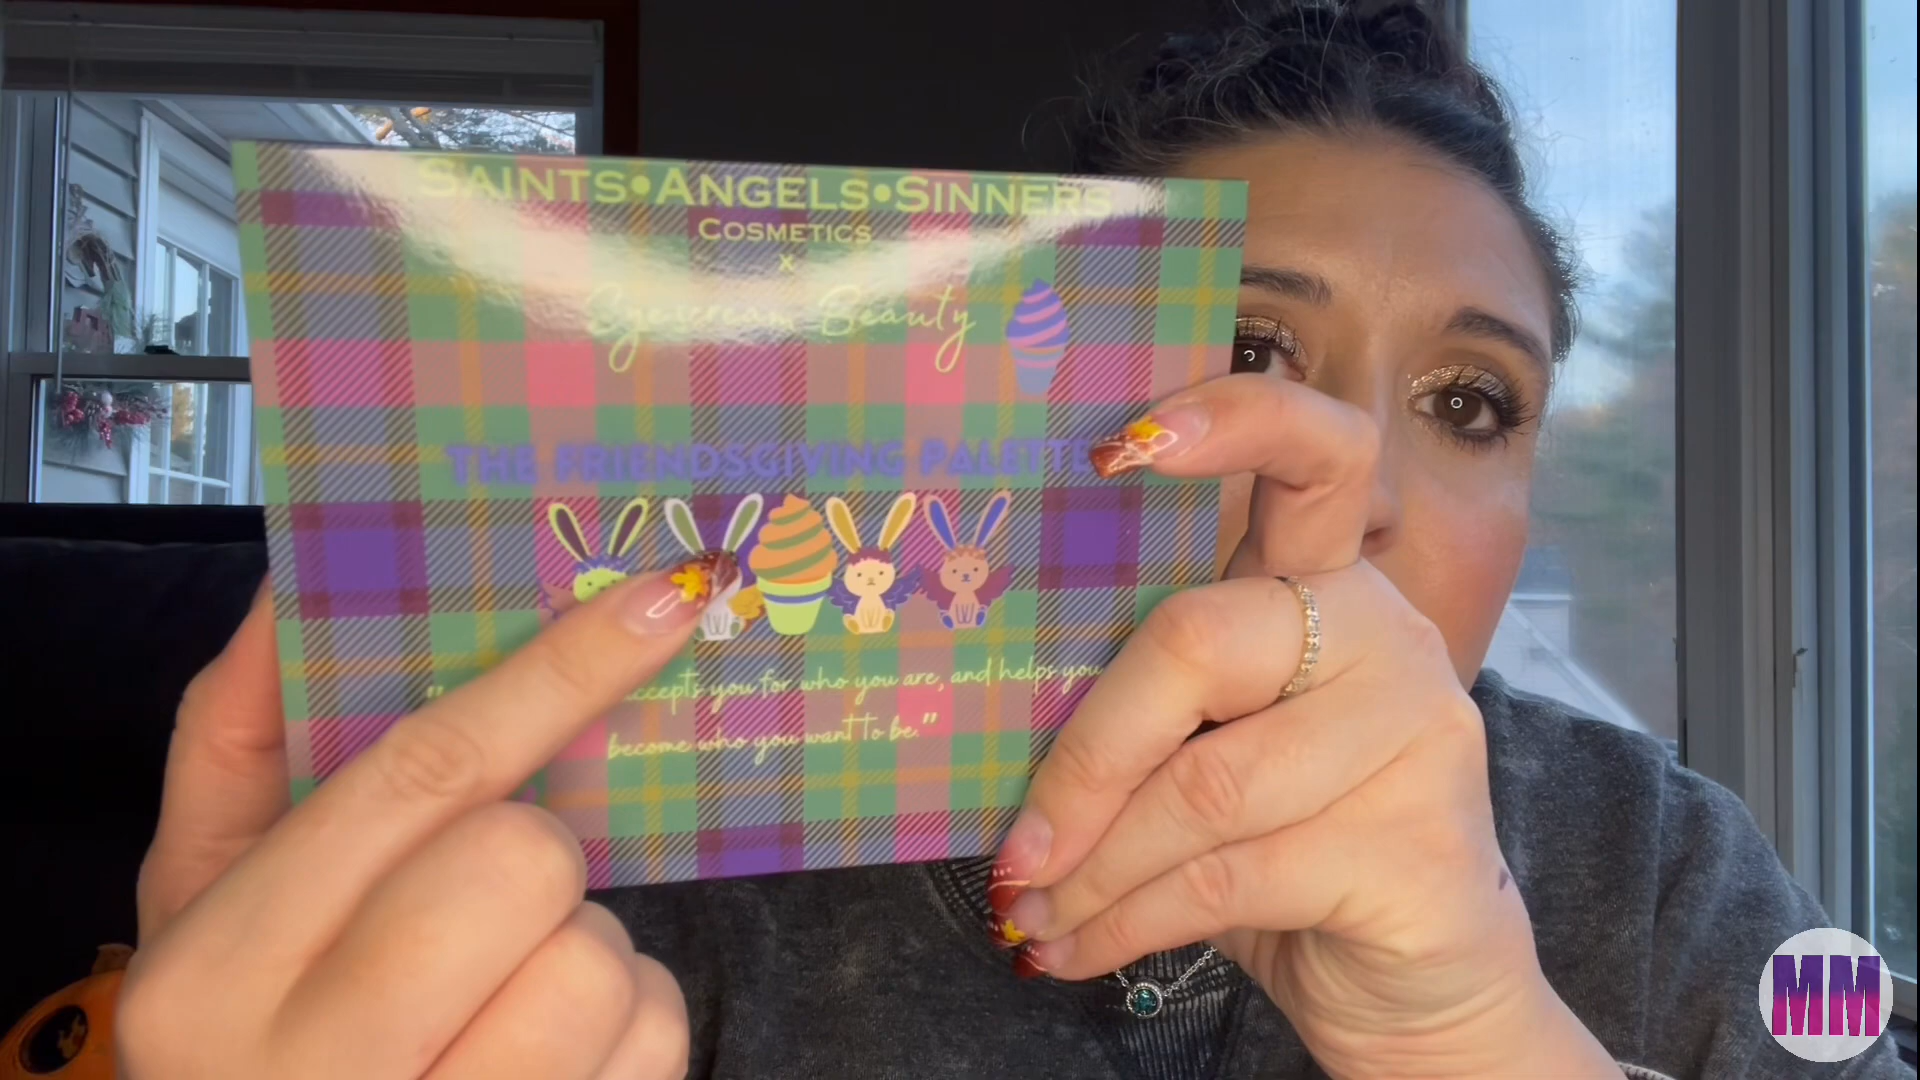 SAINTS•ANGELS•SINNERS
COSMETICS
x
Eyescream Beauty
THE FRIENDSGIVING PALETTE
" accepts you for who you are, and helps you
become who you want to be."
MM